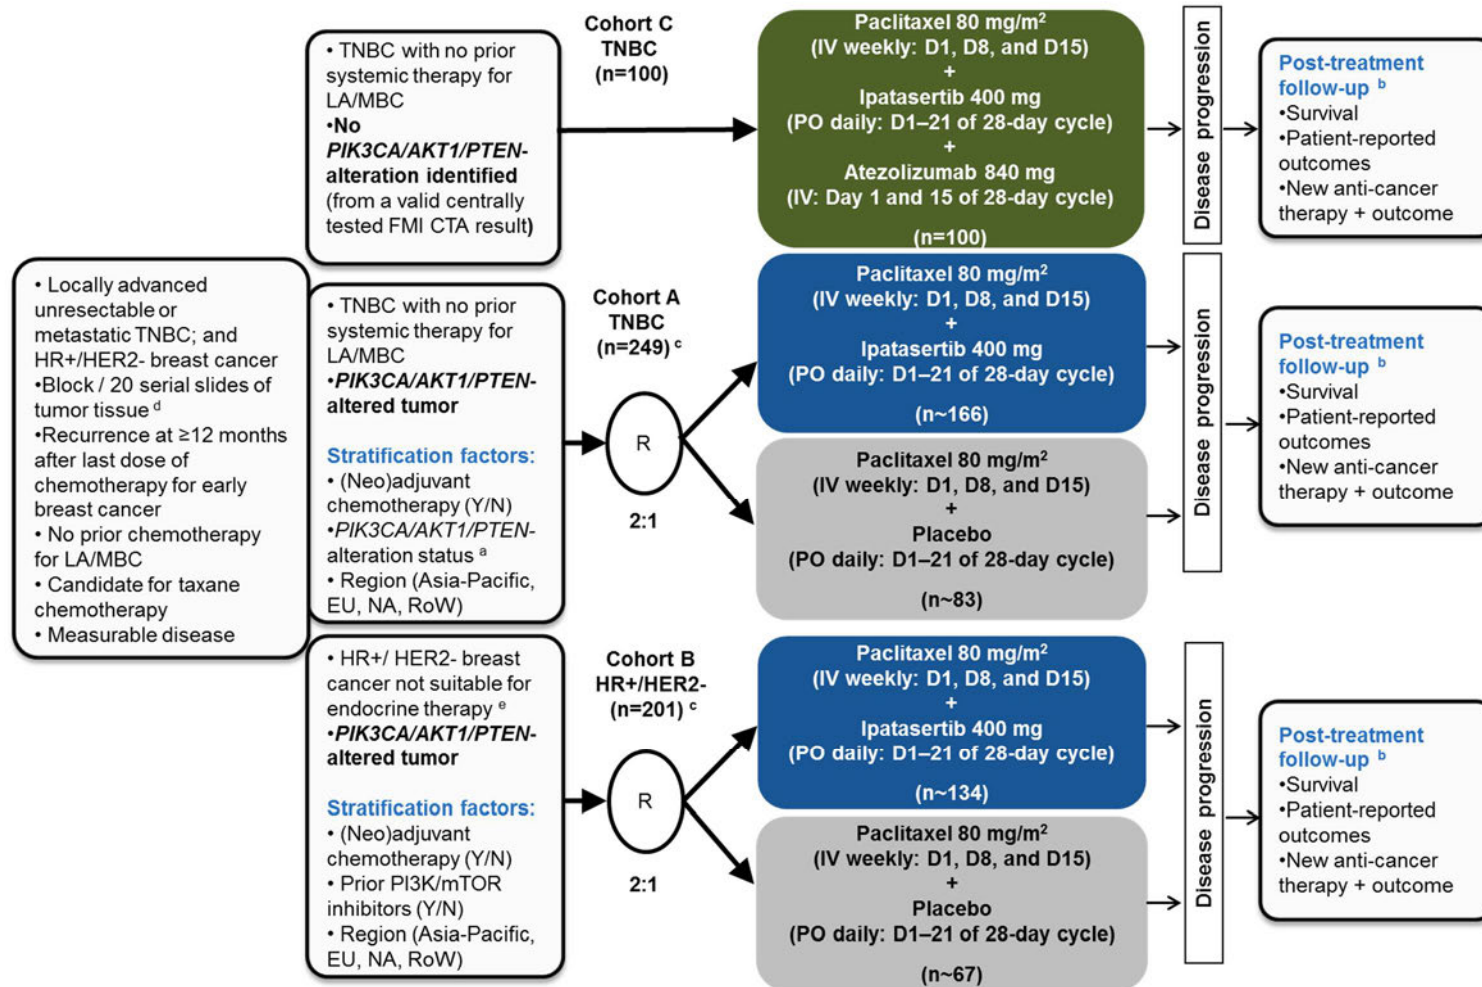 • Locally advanced
unresectable or
metastatic TNBC; and
HR+/HER2- breast cancer
•Block / 20 serial slides of
tumor tissue d
•Recurrence at ≥12 months
after last dose of
chemotherapy for early
breast cancer
• No prior chemotherapy
for LA/MBC
• Candidate for taxane
chemotherapy
• Measurable disease
• TNBC with no prior
systemic therapy for
LA/MBC
•No
PIK3CA/AKT1/PTEN-
alteration identified
(from a valid centrally
tested FMI CTA result)
Cohort C
TNBC
(n=100)
Paclitaxel 80 mg/m²
(IV weekly: D1, D8, and D15)
+
Ipatasertib 400 mg
(PO daily: D1–21 of 28-day cycle)
+
Atezolizumab 840 mg
(IV: Day 1 and 15 of 28-day cycle)
(n=100)
Disease progression
Post-treatment
follow-up b
•Survival
•Patient-reported
outcomes
•New anti-cancer
therapy + outcome
• TNBC with no prior
systemic therapy for
LA/MBC
•PIK3CA/AKT1/PTEN-
altered tumor
Stratification factors:
• (Neo)adjuvant
chemotherapy (Y/N)
•PIK3CA/AKT1/PTEN-
alteration status a
• Region (Asia-Pacific,
EU, NA, RoW)
Cohort A
TNBC
(n=249) c
R
2:1
Paclitaxel 80 mg/m²
(IV weekly: D1, D8, and D15)
+
Ipatasertib 400 mg
(PO daily: D1–21 of 28-day cycle)
(n~166)
Paclitaxel 80 mg/m²
(IV weekly: D1, D8, and D15)
+
Placebo
(PO daily: D1–21 of 28-day cycle)
(n~83)
Disease progression
Post-treatment
follow-up b
•Survival
•Patient-reported
outcomes
•New anti-cancer
therapy + outcome
• HR+/ HER2- breast
cancer not suitable for
endocrine therapy e
•PIK3CA/AKT1/PTEN-
altered tumor
Stratification factors:
• (Neo)adjuvant
chemotherapy (Y/N)
• Prior PI3K/mTOR
inhibitors (Y/N)
• Region (Asia-Pacific,
EU, NA, RoW)
Cohort B
HR+/HER2-
(n=201) c
R
2:1
Paclitaxel 80 mg/m²
(IV weekly: D1, D8, and D15)
+
Ipatasertib 400 mg
(PO daily: D1–21 of 28-day cycle)
(n~134)
Paclitaxel 80 mg/m²
(IV weekly: D1, D8, and D15)
+
Placebo
(PO daily: D1–21 of 28-day cycle)
(n~67)
Disease progression
Post-treatment
follow-up b
•Survival
•Patient-reported
outcomes
•New anti-cancer
therapy + outcome